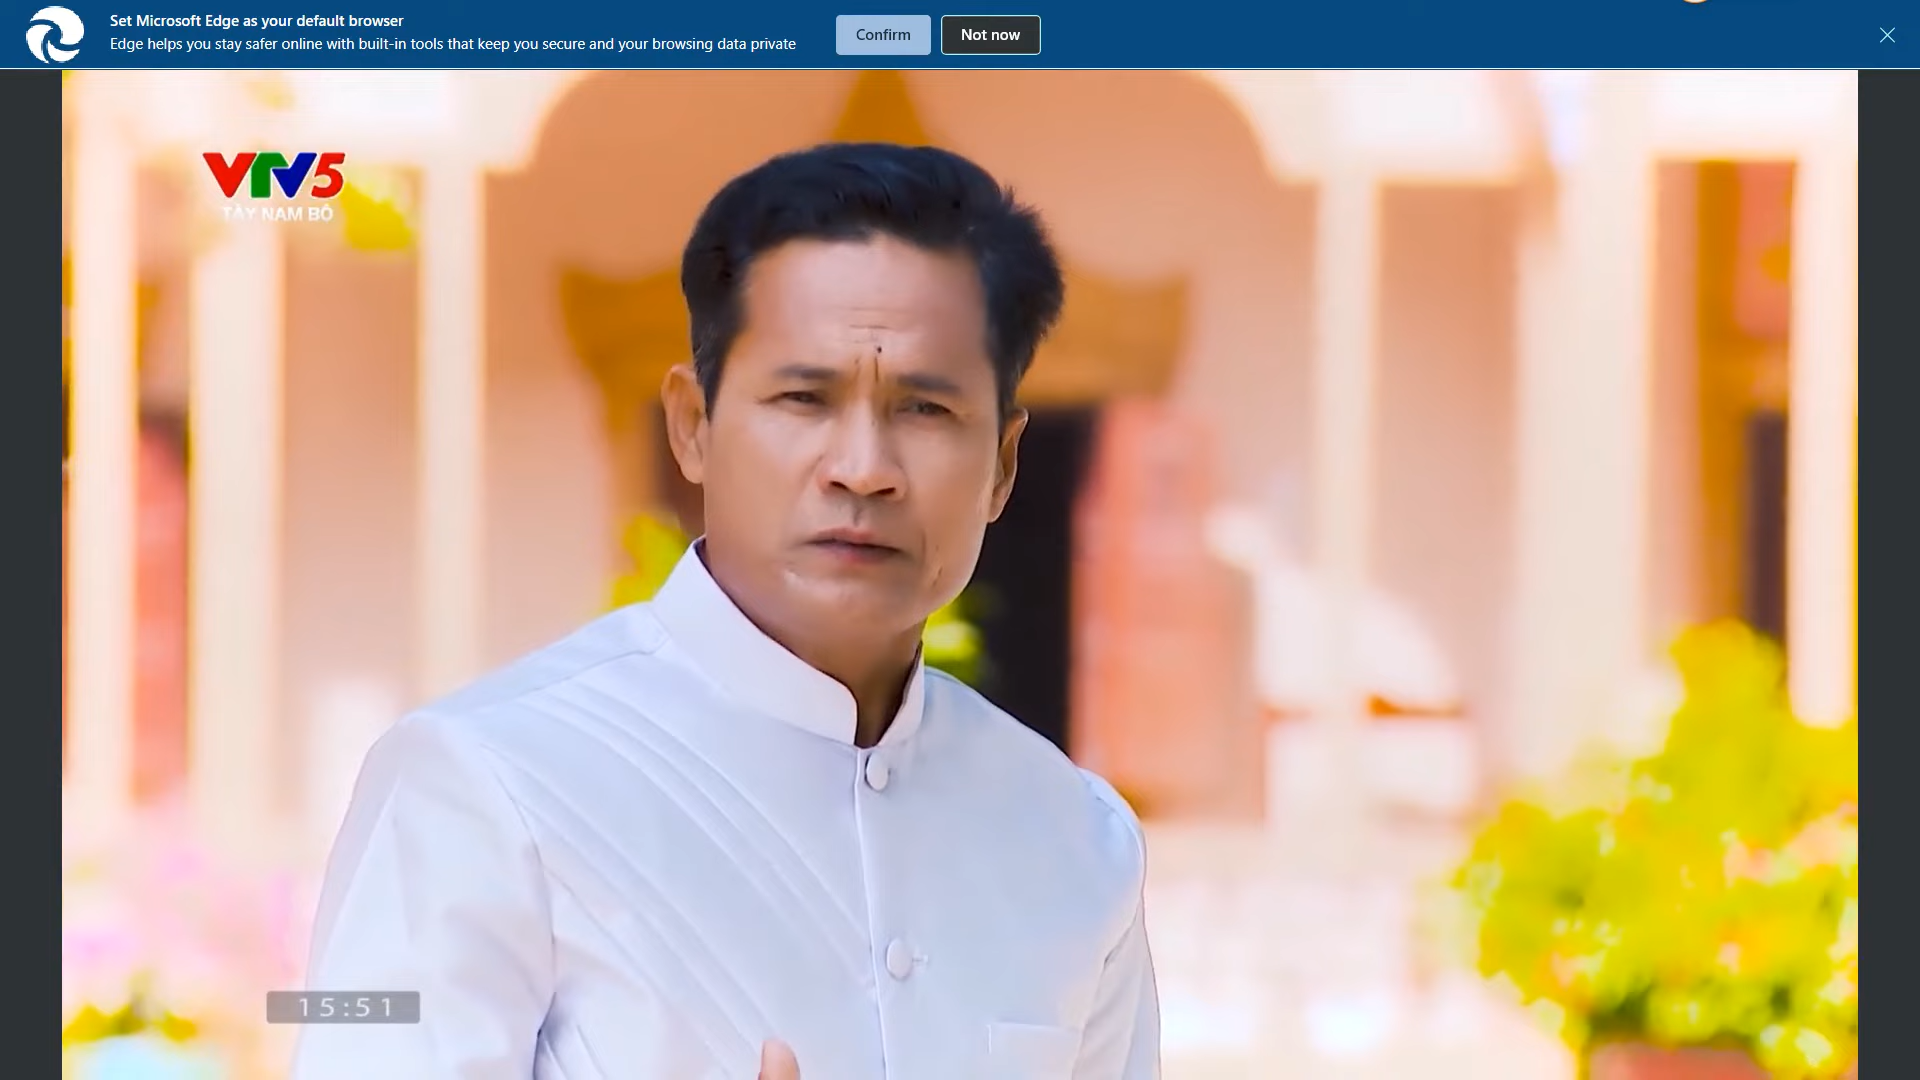 Set Microsoft Edge as your default browser
Edge helps you stay safer online with built-in tools that keep you secure and your browsing data private
Confirm
Not now
VTV5
TÂY NAM BỘ
15:51